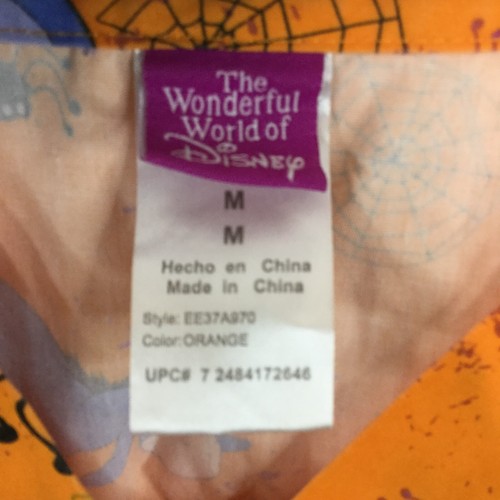 The
Wonderful
World of
Disney
M
M
Hecho en China
Made in China
Style: EE37A970
Color:ORANGE
UPC# 7 2484172646